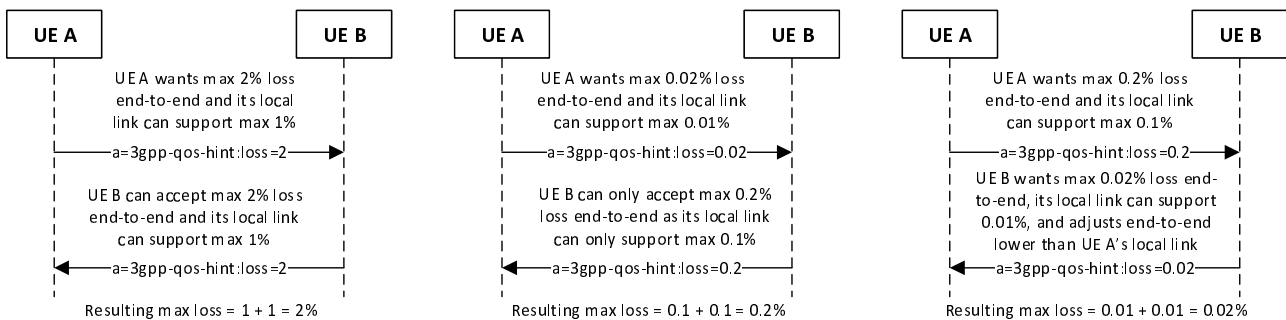 UE A
UE B
UE A wants max 2% loss
end-to-end and its local
link can support max 1%
a=3gpp-qos-hint:loss=2
UE B can accept max 2% loss
end-to-end and its local link
can support max 1%
a=3gpp-qos-hint:loss=2
Resulting max loss = 1 + 1 = 2%
UE A
UE B
UE A wants max 0.02% loss
end-to-end and its local link
can support max 0.01%
a=3gpp-qos-hint:loss=0.02
UE B can only accept max 0.2%
loss end-to-end as its local link
can only support max 0.1%
a=3gpp-qos-hint:loss=0.2
Resulting max loss = 0.1 + 0.1 = 0.2%
UE A
UE B
UE A wants max 0.2% loss
end-to-end and its local link
can support max 0.1%
a=3gpp-qos-hint:loss=0.2
UE B wants max 0.02% loss end-
to-end, its local link can support
0.01%, and adjusts end-to-end
lower than UE A's local link
a=3gpp-qos-hint:loss=0.02
Resulting max loss = 0.01 + 0.01 = 0.02%